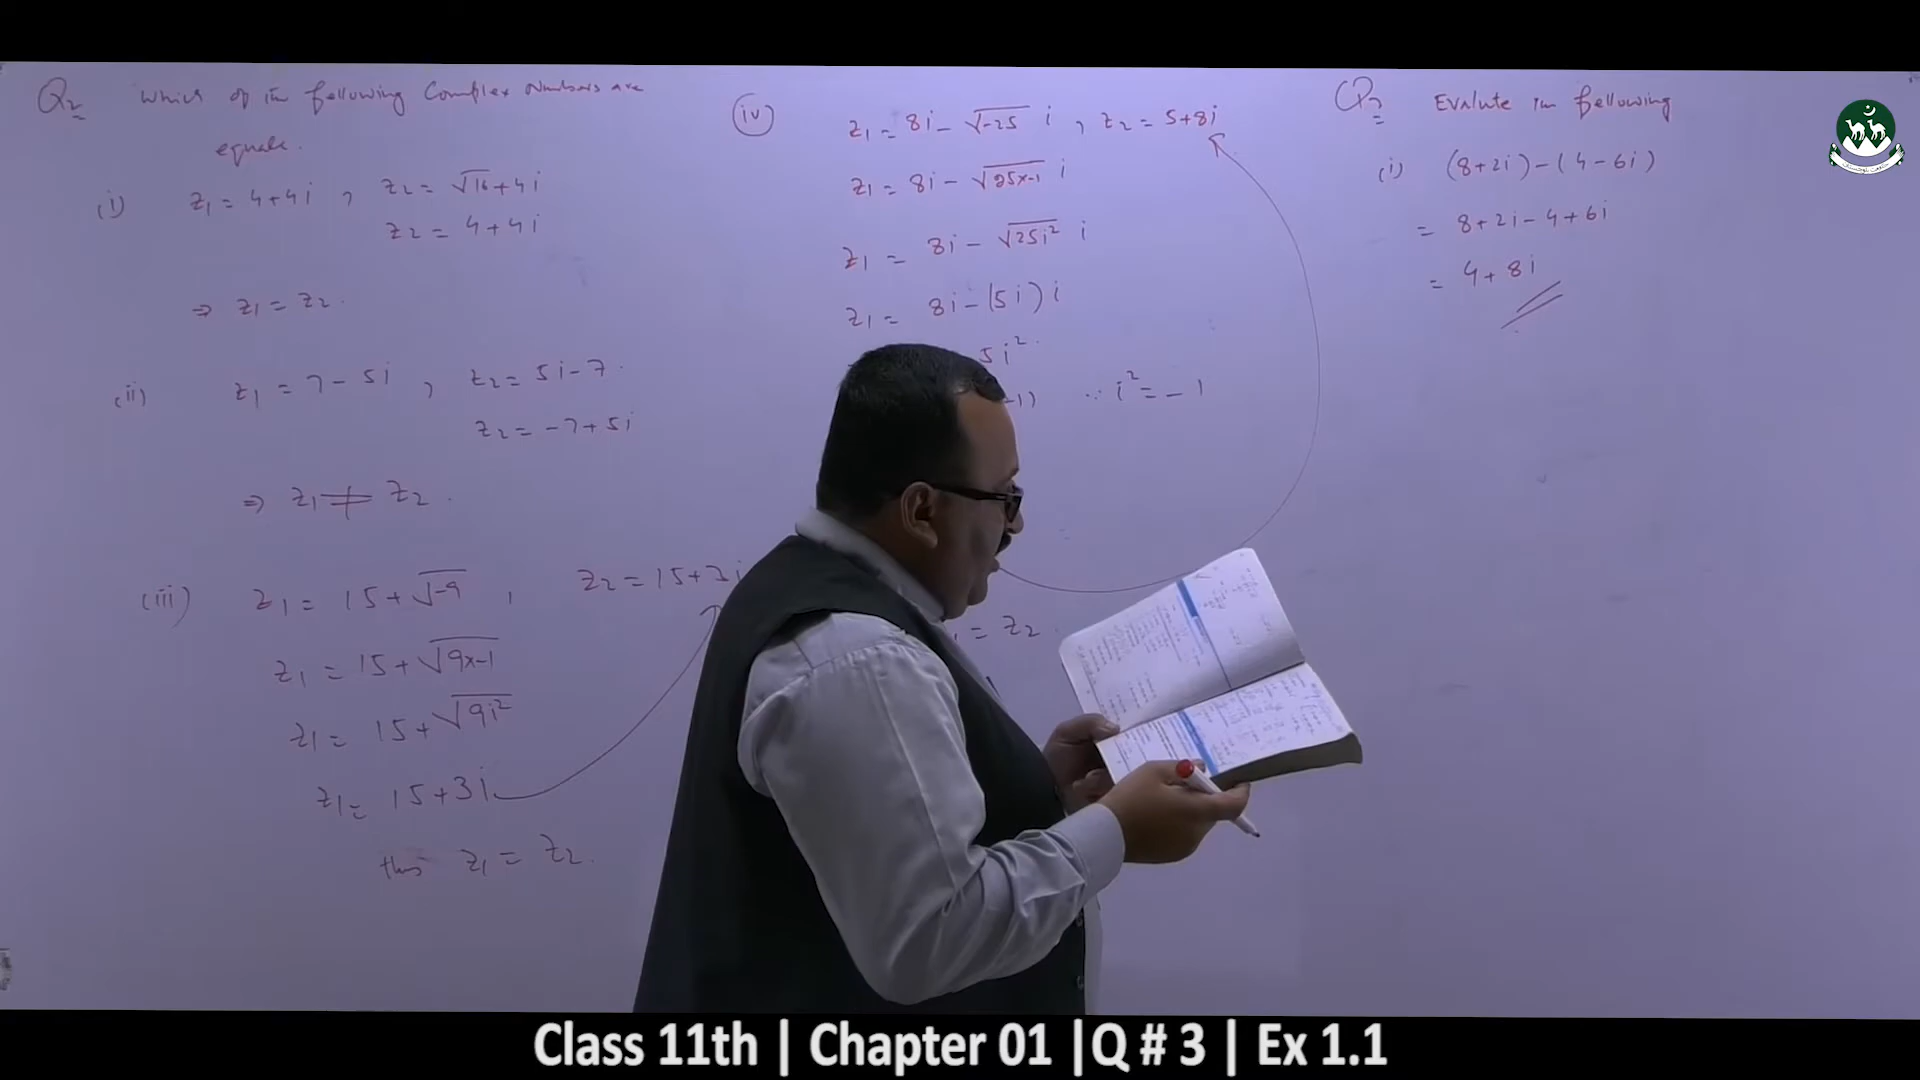 Q2 Which of the following Complex Numbers are
equale.
(i) z1 = 4+4i , z2 = √16+4i
z2 = 4+4i
⇒ z1 = z2.
(ii) z1 = 7-5i , z2 = 5i-7.
z2 = -7+5i
⇒ z1 ≠ z2.
(iii) z1 = 15+√-9 , z2 = 15+3i
z1 = 15+√9x-1
z1 = 15+√9i²
z1 = 15+3i
thus z1 = z2.
(iv) z1 = 8i-√-25 i , z2 = 5+8i
z1 = 8i-√25x-1 i
z1 = 8i-√25i² i
z1 = 8i-(5i)i
5i².
-1) ∵ i² = -1
= z2.
Q3 Evalute the following
(i) (8+2i)-(4-6i)
= 8+2i-4+6i
= 4+8i
Class 11th | Chapter 01 |Q # 3 | Ex 1.1